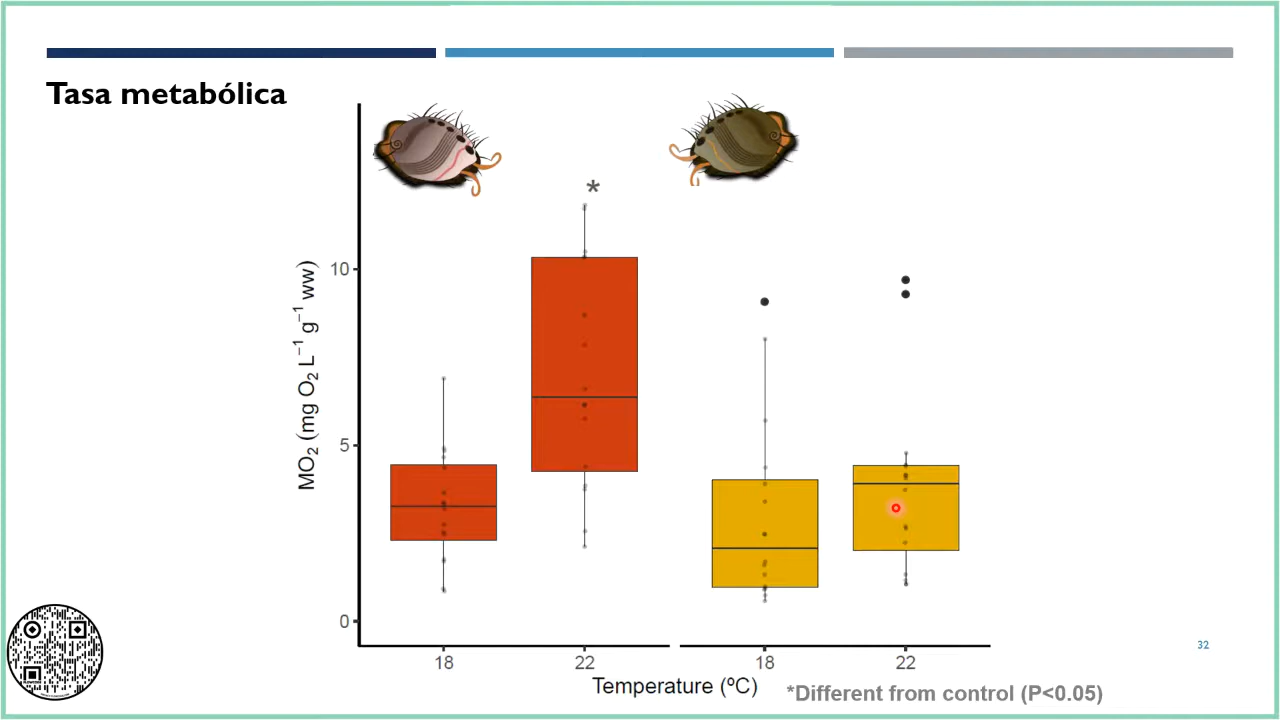 Tasa metabólica
*
MO₂ (mg O₂ L⁻¹ g⁻¹ ww)
10
5
0
18
22
18
22
Temperature (ºC)
*Different from control (P<0.05)
32